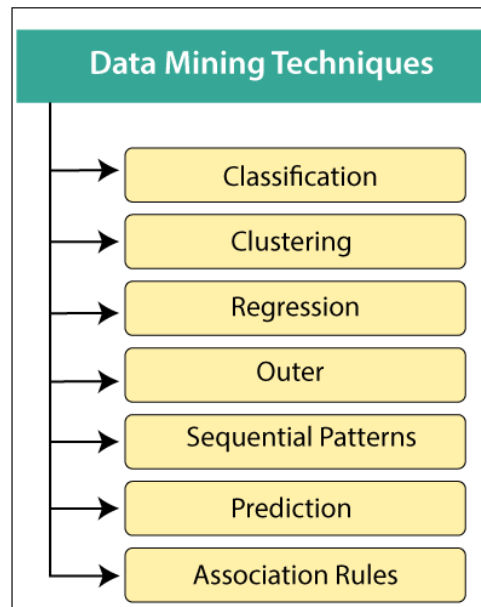 Data Mining Techniques
Classification
Clustering
Regression
Outer
Sequential Patterns
Prediction
Association Rules